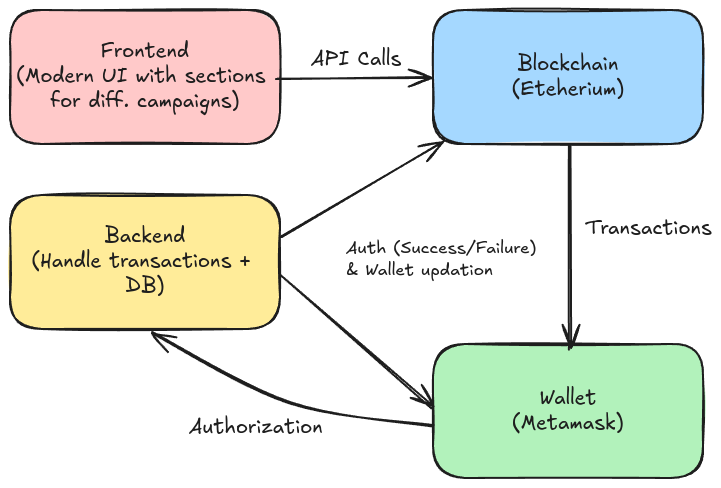 Frontend
(Modern UI with sections
for diff. campaigns)
API Calls
Blockchain
(Eteherium)
Backend
(Handle transactions +
DB)
Auth (Success/Failure)
& Wallet updation
Transactions
Wallet
(Metamask)
Authorization